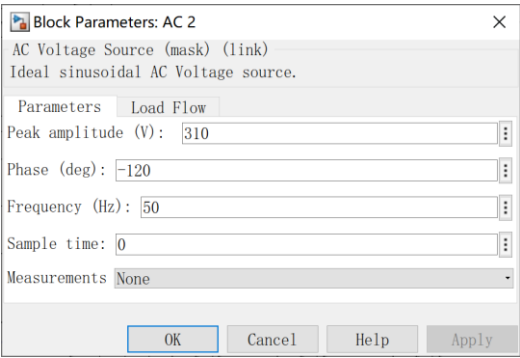 Block Parameters: AC 2
AC Voltage Source (mask) (link)
Ideal sinusoidal AC Voltage source.
Parameters Load Flow
Peak amplitude (V): 310
Phase (deg): -120
Frequency (Hz): 50
Sample time: 0
Measurements None
OK Cancel Help Apply